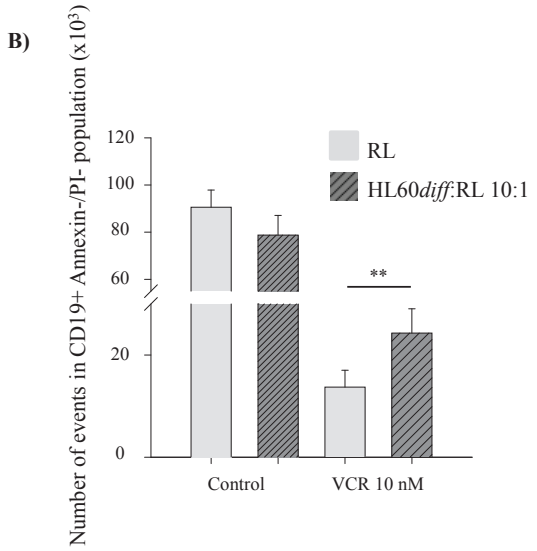 B)
Number of events in CD19+ Annexin-/PI- population (x10³)
120
100
80
60
20
0
RL
HL60diff:RL 10:1
**
Control
VCR 10 nM